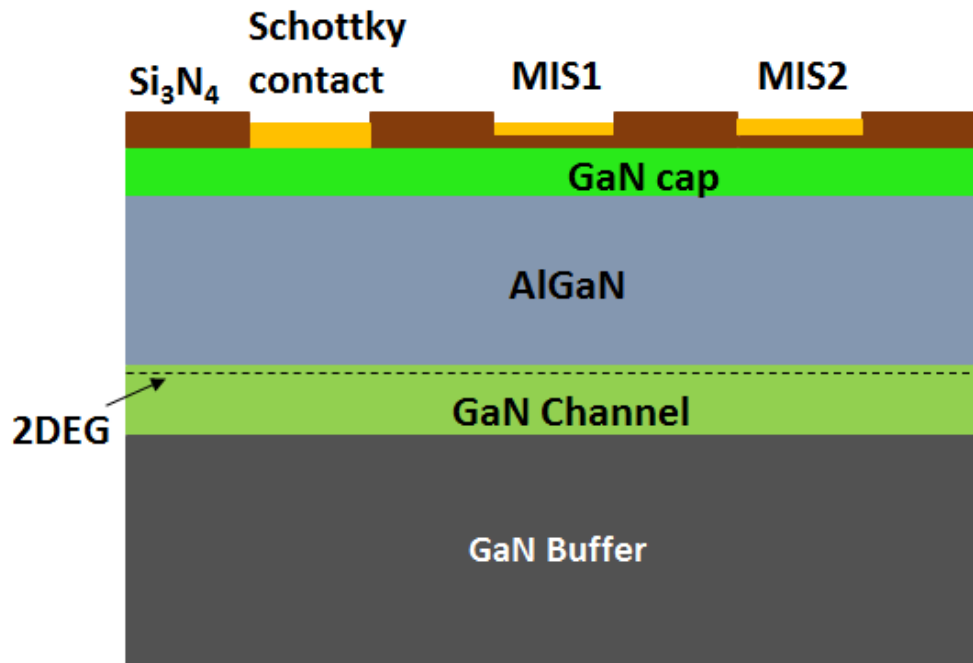 Schottky
contact
Si₃N₄
MIS1
MIS2
GaN cap
AlGaN
2DEG
GaN Channel
GaN Buffer